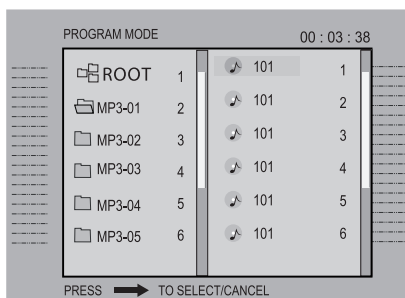 PROGRAM MODE 00 : 03 : 38
ROOT 1 101 1
MP3-01 2 101 2
MP3-02 3 101 3
MP3-03 4 101 4
MP3-04 5 101 5
MP3-05 6 101 6
PRESS TO SELECT/CANCEL